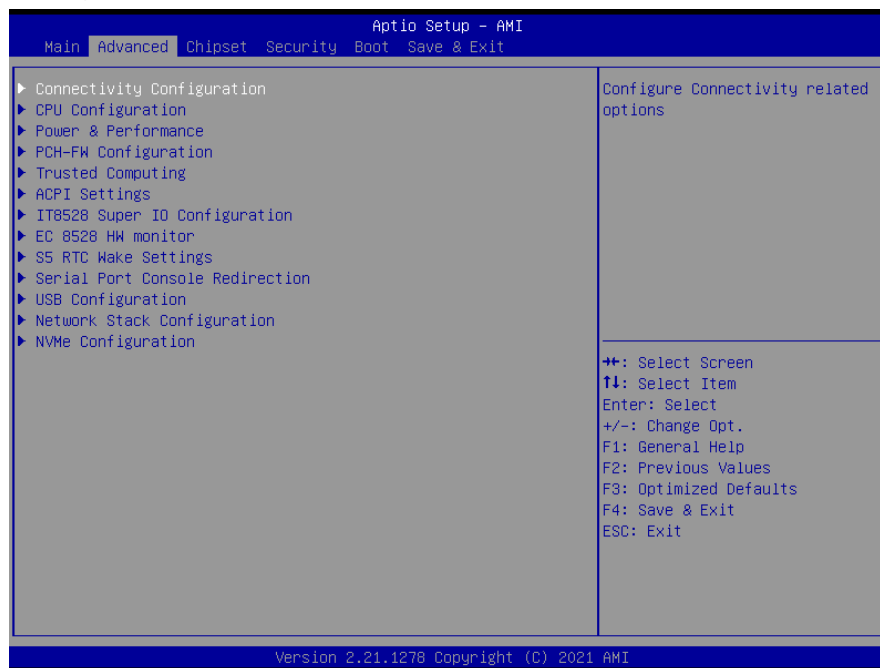 Aptio Setup - AMI
Main Advanced Chipset Security Boot Save & Exit
Connectivity Configuration
CPU Configuration
Power & Performance
PCH-FW Configuration
Trusted Computing
ACPI Settings
IT8528 Super IO Configuration
EC 8528 HW monitor
S5 RTC Wake Settings
Serial Port Console Redirection
USB Configuration
Network Stack Configuration
NVMe Configuration
Configure Connectivity related
options
→←: Select Screen
↑↓: Select Item
Enter: Select
+/-: Change Opt.
F1: General Help
F2: Previous Values
F3: Optimized Defaults
F4: Save & Exit
ESC: Exit
Version 2.21.1278 Copyright (C) 2021 AMI